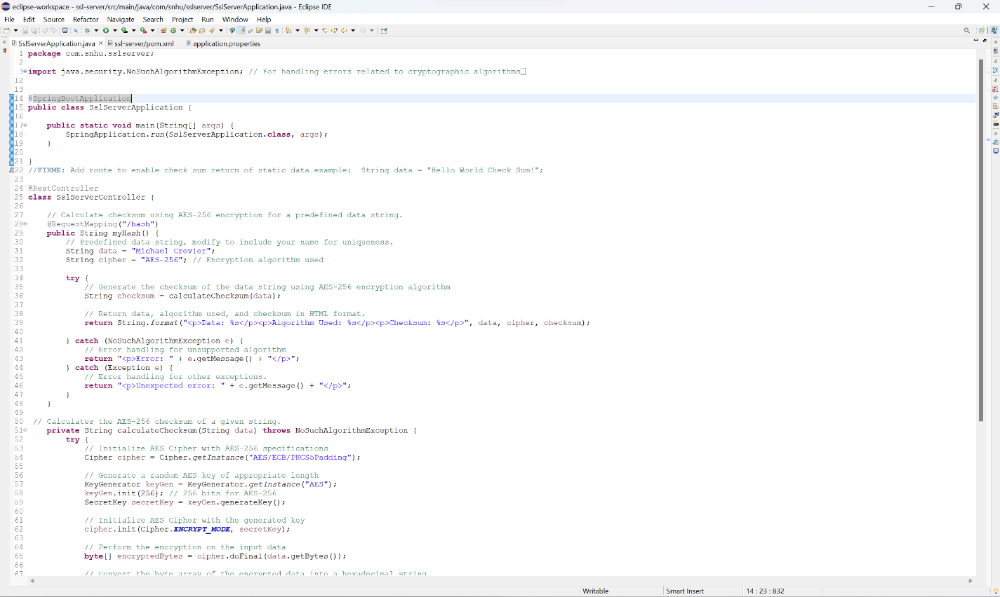 eclipse-workspace - ssl-server/src/main/java/com/snhu/sslserver/SslServerApplication.java - Eclipse IDE
File Edit Source Refactor Navigate Search Project Run Window Help
SslServerApplication.java ssl-server/pom.xml application.properties
1 package com.snhu.sslserver;
2
3 import java.security.NoSuchAlgorithmException; // For handling errors related to cryptographic algorithms
12
13
14 @SpringBootApplication
15 public class SslServerApplication {
16
17 public static void main(String[] args) {
18 SpringApplication.run(SslServerApplication.class, args);
19 }
20
21 }
22 //FIXME: Add route to enable check sum return of static data example: String data = "Hello World Check Sum!";
23
24 @RestController
25 class SslServerController {
26
27 // Calculate checksum using AES-256 encryption for a predefined data string.
28 @RequestMapping("/hash")
29 public String myHash() {
30 // Predefined data string, modify to include your name for uniqueness.
31 String data = "Michael Crevier";
32 String cipher = "AES-256"; // Encryption algorithm used
33
34 try {
35 // Generate the checksum of the data string using AES-256 encryption algorithm
36 String checksum = calculateChecksum(data);
37
38 // Return data, algorithm used, and checksum in HTML format.
39 return String.format("<p>Data: %s</p><p>Algorithm Used: %s</p><p>Checksum: %s</p>", data, cipher, checksum);
40
41 } catch (NoSuchAlgorithmException e) {
42 // Error handling for unsupported algorithm
43 return "<p>Error: " + e.getMessage() + "</p>";
44 } catch (Exception e) {
45 // Error handling for other exceptions.
46 return "<p>Unexpected error: " + e.getMessage() + "</p>";
47 }
48 }
49
50 // Calculates the AES-256 checksum of a given string.
51 private String calculateChecksum(String data) throws NoSuchAlgorithmException {
52 try {
53 // Initialize AES Cipher with AES-256 specifications
54 Cipher cipher = Cipher.getInstance("AES/ECB/PKCS5Padding");
55
56 // Generate a random AES key of appropriate length
57 KeyGenerator keyGen = KeyGenerator.getInstance("AES");
58 keyGen.init(256); // 256 bits for AES-256
59 SecretKey secretKey = keyGen.generateKey();
60
61 // Initialize AES Cipher with the generated key
62 cipher.init(Cipher.ENCRYPT_MODE, secretKey);
63
64 // Perform the encryption on the input data
65 byte[] encryptedBytes = cipher.doFinal(data.getBytes());
66
67 // Convert the byte array of the encrypted data into a hexadecimal string.
Writable Smart Insert 14 : 23 : 832